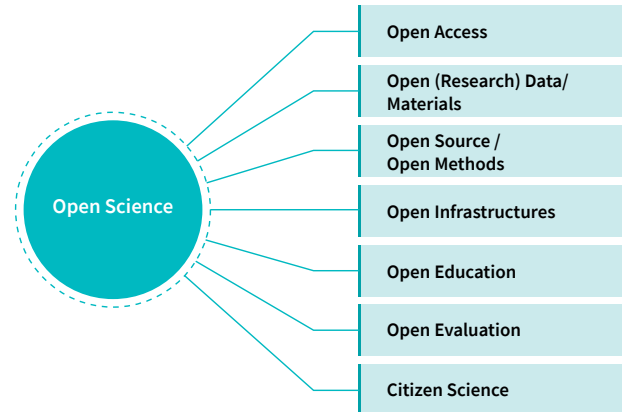 Open Science
Open Access
Open (Research) Data/
Materials
Open Source /
Open Methods
Open Infrastructures
Open Education
Open Evaluation
Citizen Science